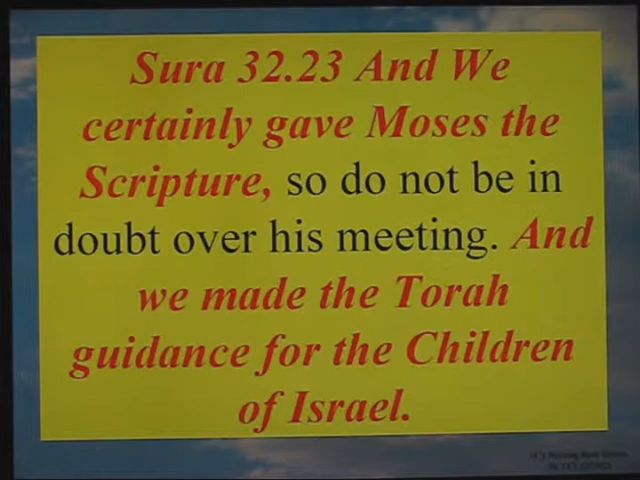 Sura 32.23 And We
certainly gave Moses the
Scripture, so do not be in
doubt over his meeting. And
we made the Torah
guidance for the Children
of Israel.